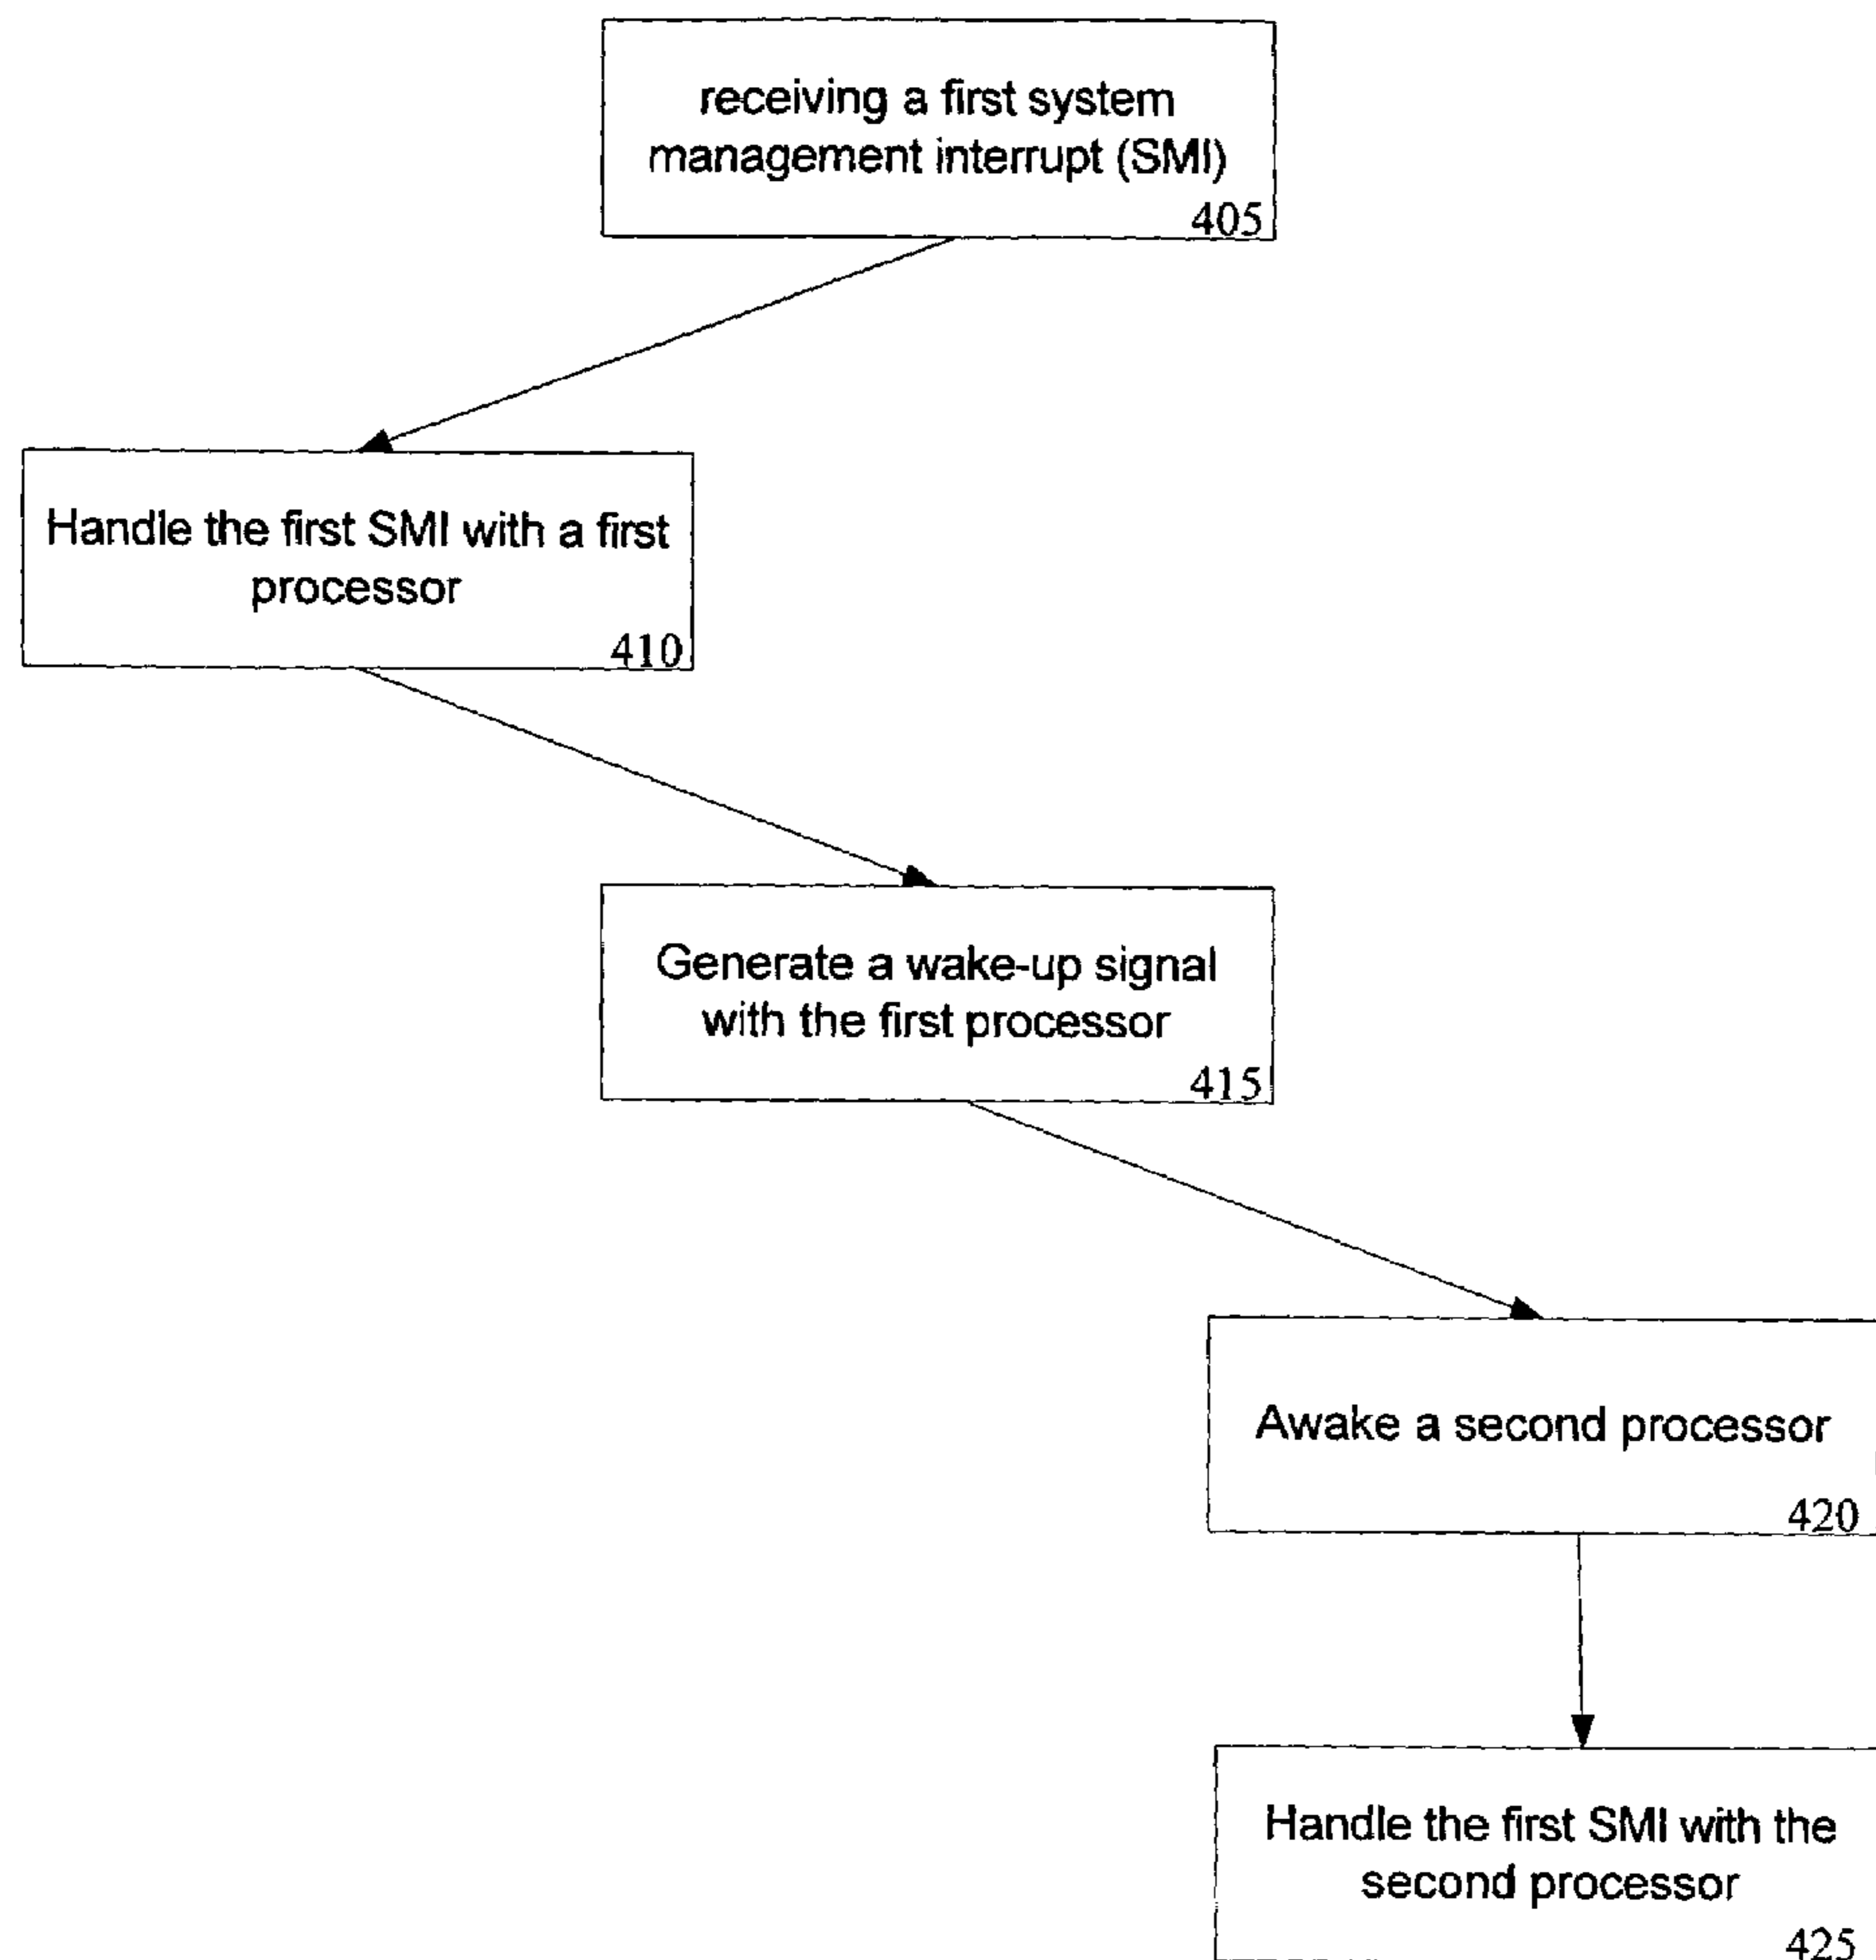 receiving a first system
management interrupt (SMI)
405
Handle the first SMI with a first
processor
410
Generate a wake-up signal
with the first processor
415
Awake a second processor
420
Handle the first SMI with the
second processor
425